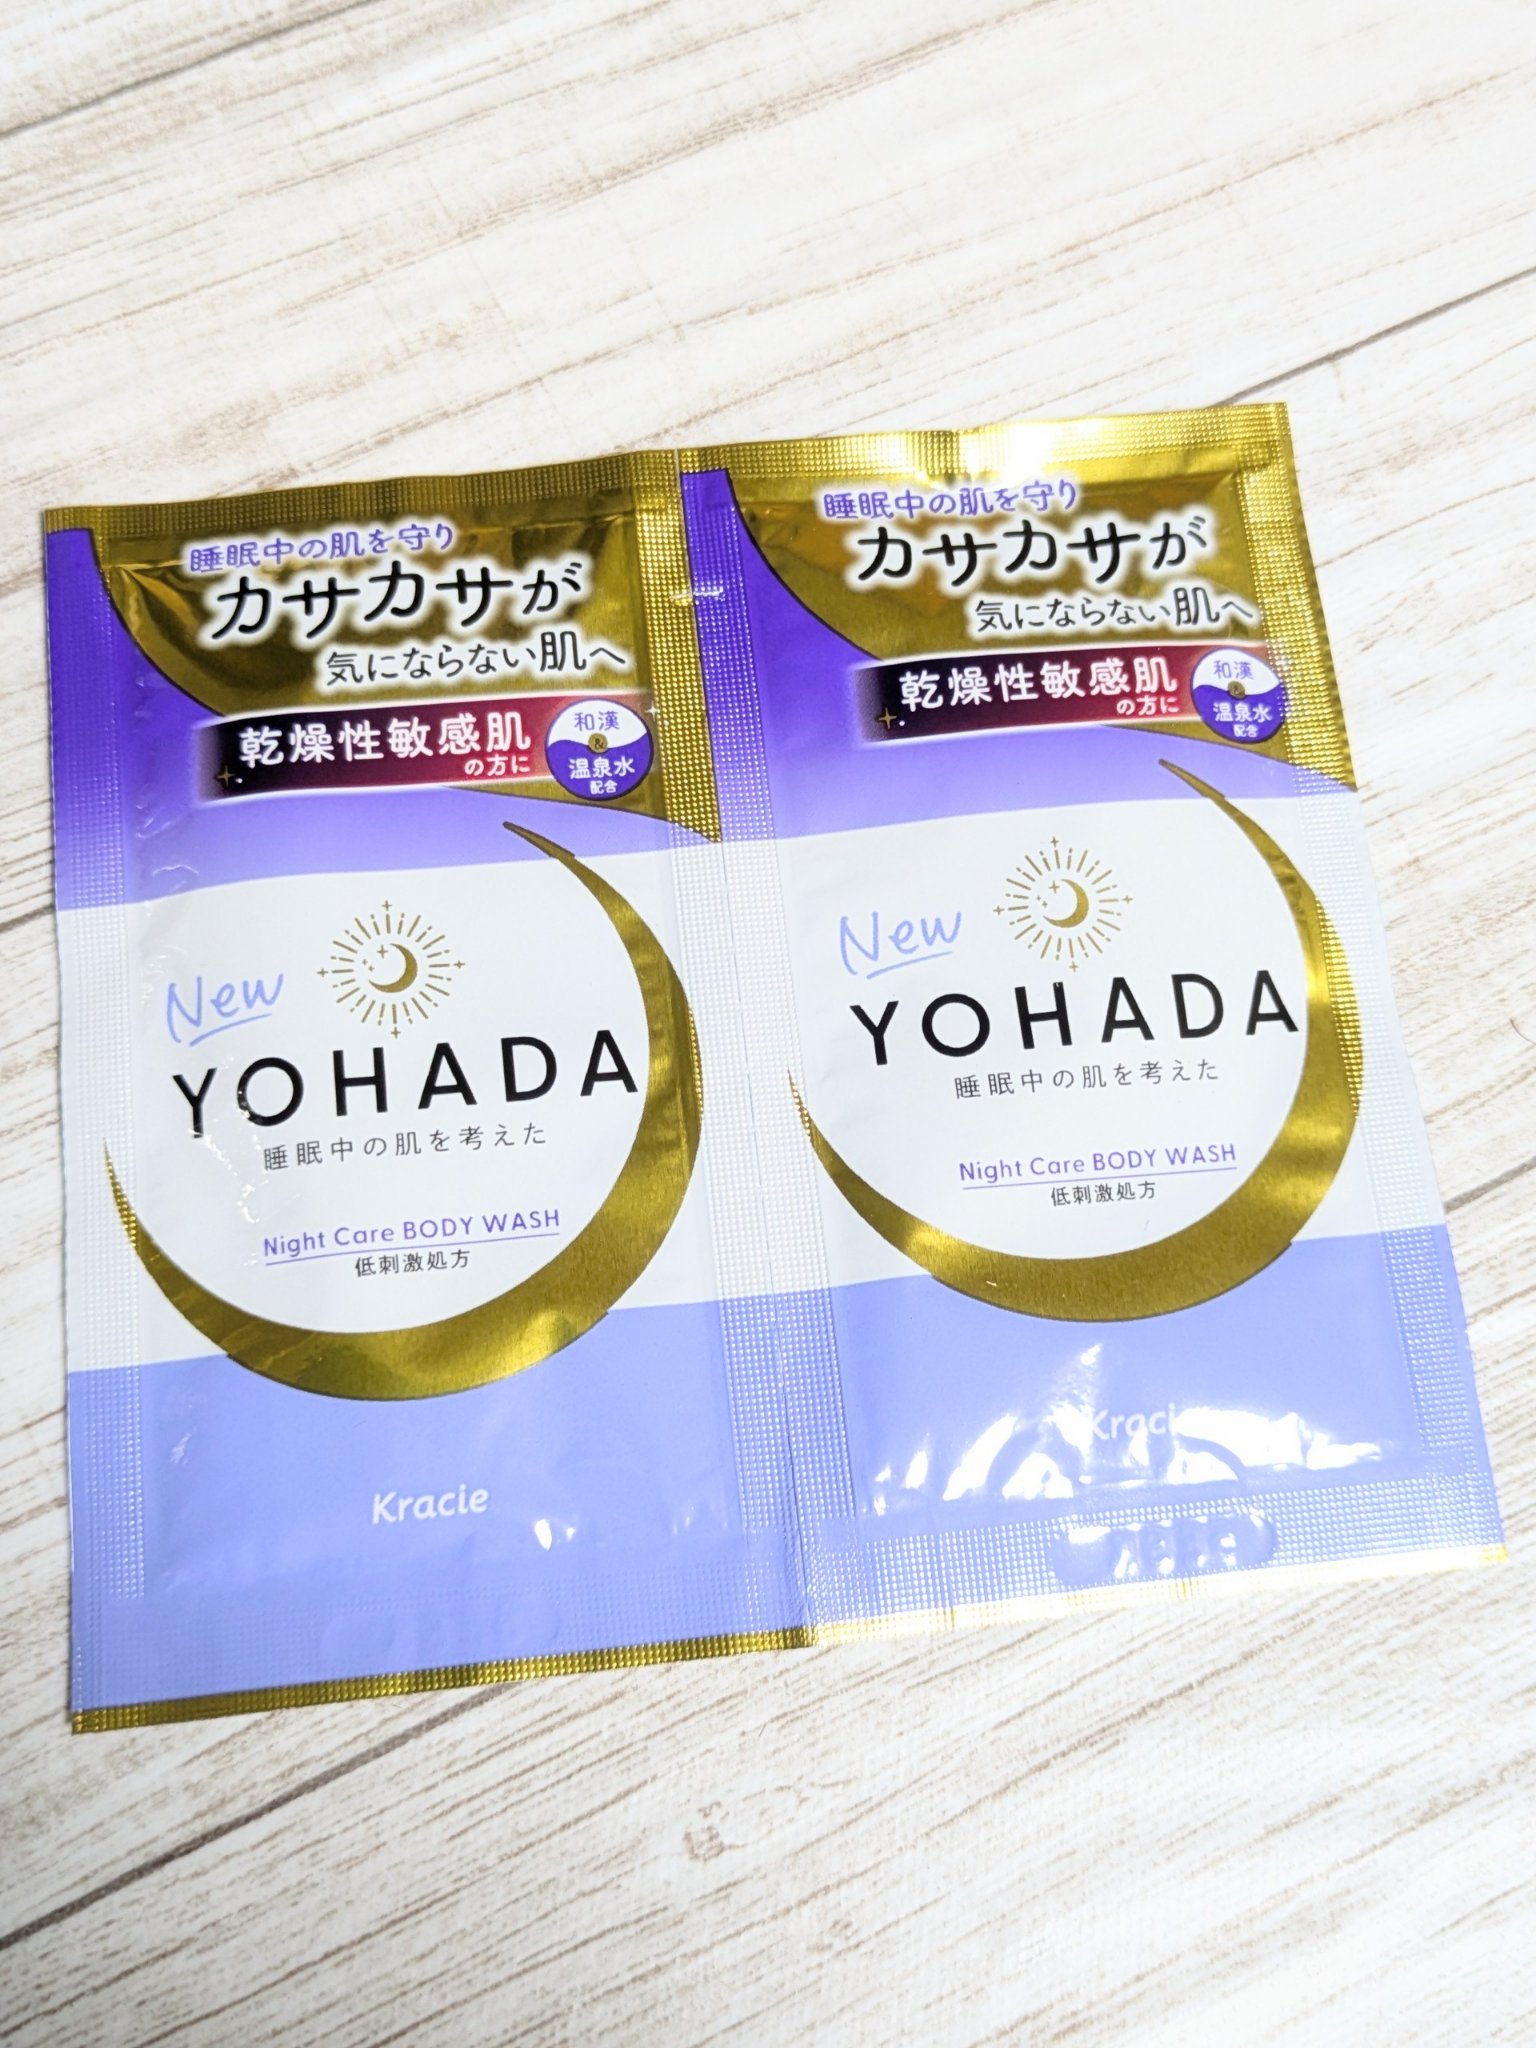 睡眠中の肌を守り
カサカサが
気にならない肌へ
乾燥性敏感肌
の方に
和漢
&
温泉水
配合
New
YOHADA
睡眠中の肌を考えた
Night Care BODY WASH
低刺激処方
Kracie
睡眠中の肌を守り
カサカサが
気にならない肌へ
乾燥性敏感肌
の方に
和漢
&
温泉水
配合
New
YOHADA
睡眠中の肌を考えた
Night Care BODY WASH
低刺激処方
Kracie